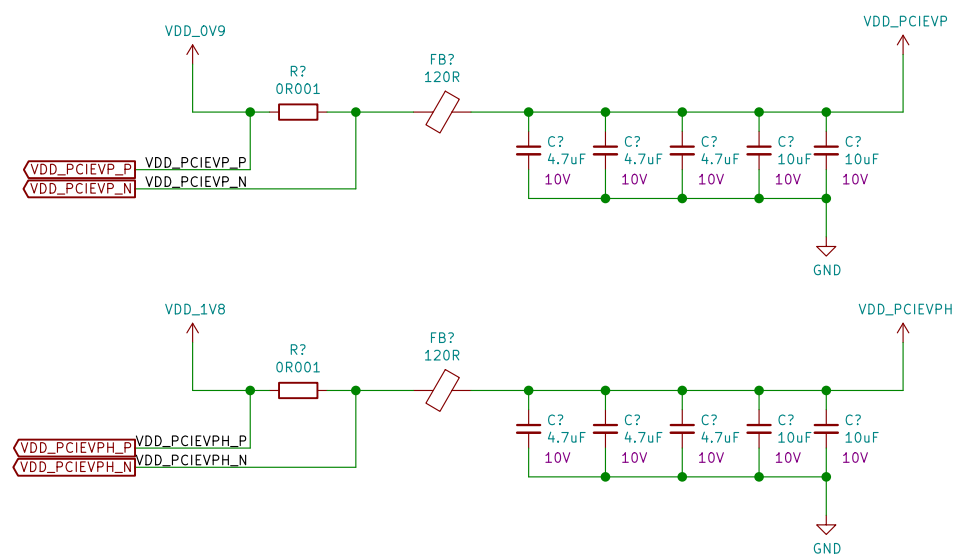 VDD_0V9
VDD_PCIEVP
R?
0R001
FB?
120R
C?
4.7uF
10V
C?
4.7uF
10V
C?
4.7uF
10V
C?
10uF
10V
C?
10uF
10V
VDD_PCIEVP_P
VDD_PCIEVP_P
VDD_PCIEVP_N
VDD_PCIEVP_N
GND
VDD_1V8
VDD_PCIEVPH
R?
0R001
FB?
120R
C?
4.7uF
10V
C?
4.7uF
10V
C?
4.7uF
10V
C?
10uF
10V
C?
10uF
10V
VDD_PCIEVPH_P
VDD_PCIEVPH_P
VDD_PCIEVPH_N
VDD_PCIEVPH_N
GND